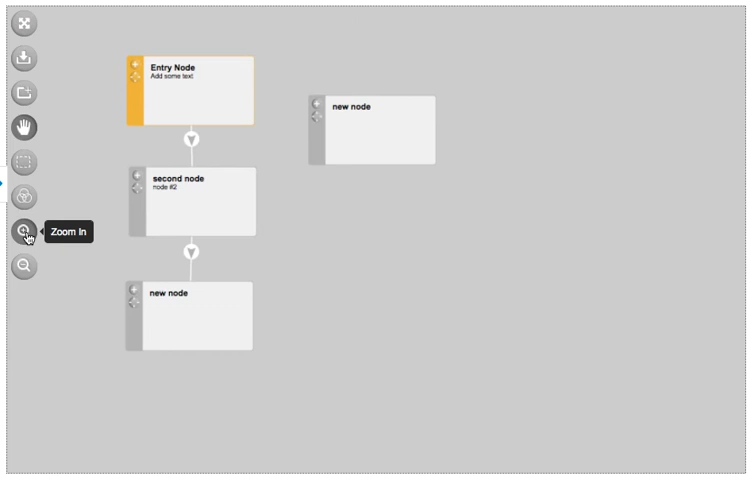 Entry Node
Add some text
new node
second node
node #2
Zoom In
new node